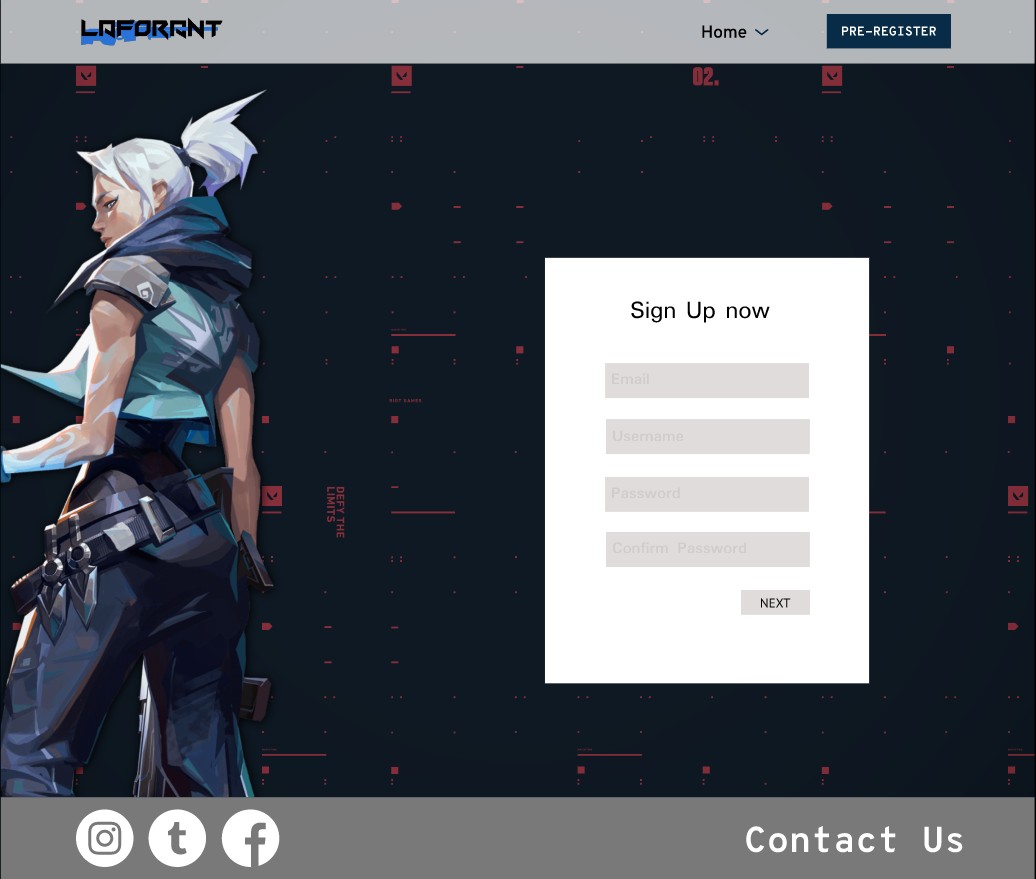 LAFORANT
Home
PRE-REGISTER
02.
Sign Up now
Email
RIOT GAMES
Username
Password
DEFY THE
LIMITS
Confirm Password
NEXT
Contact Us